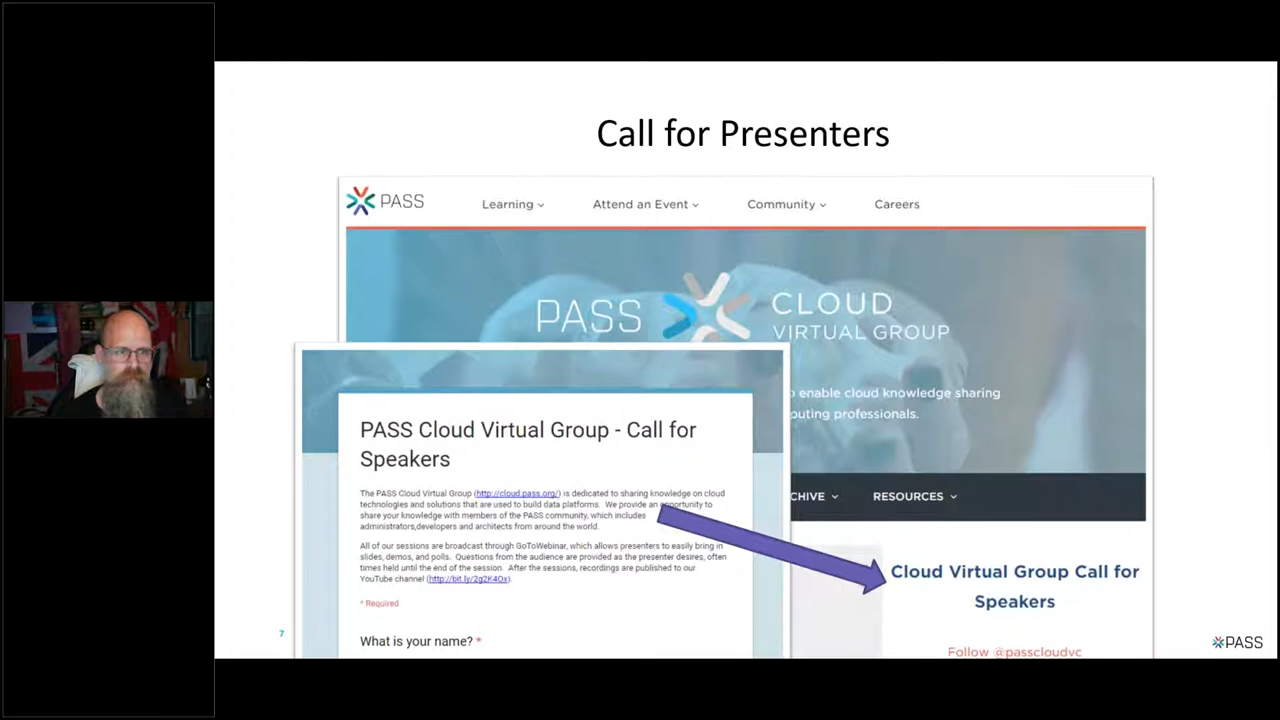 Call for Presenters
PASS
Learning
Attend an Event
Community
Careers
PASS
CLOUD
VIRTUAL GROUP
enable cloud knowledge sharing
puting professionals.
CHIVE
RESOURCES
PASS Cloud Virtual Group - Call for
Speakers
The PASS Cloud Virtual Group (http://cloud.pass.org/) is dedicated to sharing knowledge on cloud
technologies and solutions that are used to build data platforms. We provide an opportunity to
share your knowledge with members of the PASS community, which includes
administrators,developers and architects from around the world.
All of our sessions are broadcast through GoToWebinar, which allows presenters to easily bring in
slides, demos, and polls. Questions from the audience are provided as the presenter desires, often
times held until the end of the session. After the sessions, recordings are published to our
YouTube channel (http://bit.ly/2g2K4Ox).
* Required
What is your name? *
Cloud Virtual Group Call for
Speakers
Follow @passcloudvc
7
PASS